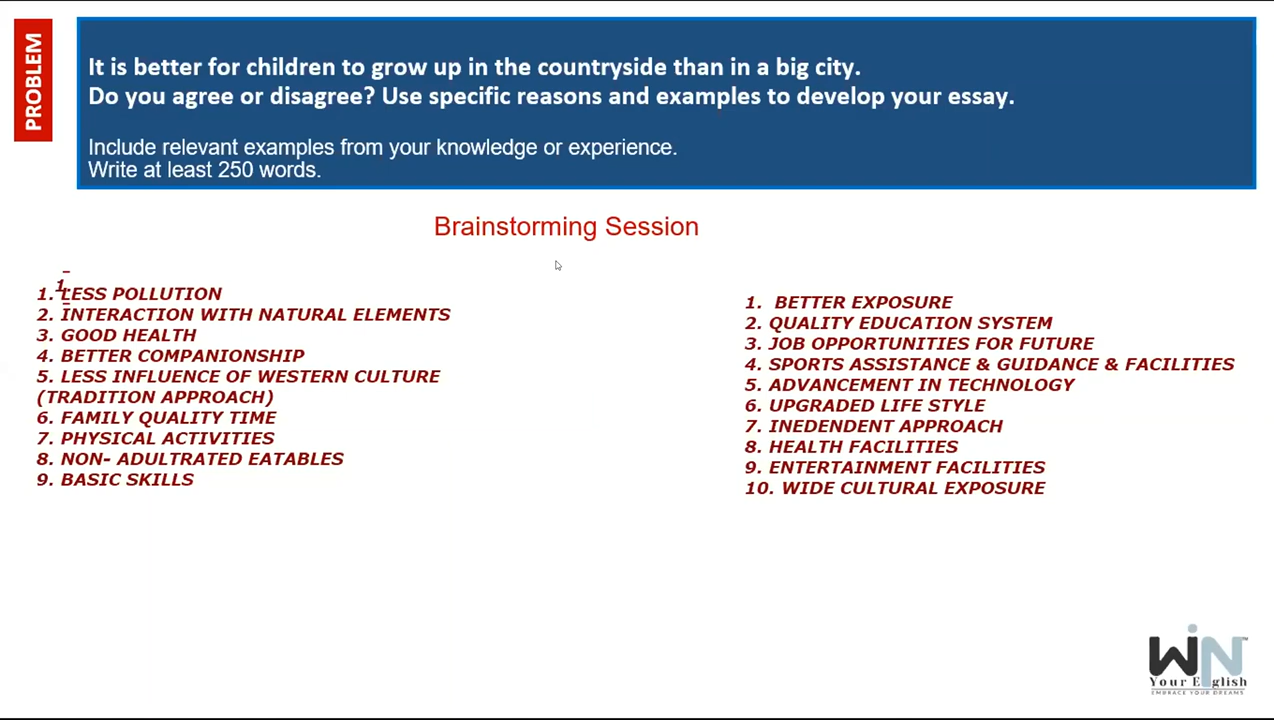 PROBLEM
It is better for children to grow up in the countryside than in a big city.
Do you agree or disagree? Use specific reasons and examples to develop your essay.
Include relevant examples from your knowledge or experience.
Write at least 250 words.
Brainstorming Session
1.
1. LESS POLLUTION
2. INTERACTION WITH NATURAL ELEMENTS
3. GOOD HEALTH
4. BETTER COMPANIONSHIP
5. LESS INFLUENCE OF WESTERN CULTURE
(TRADITION APPROACH)
6. FAMILY QUALITY TIME
7. PHYSICAL ACTIVITIES
8. NON- ADULTRATED EATABLES
9. BASIC SKILLS
1. BETTER EXPOSURE
2. QUALITY EDUCATION SYSTEM
3. JOB OPPORTUNITIES FOR FUTURE
4. SPORTS ASSISTANCE & GUIDANCE & FACILITIES
5. ADVANCEMENT IN TECHNOLOGY
6. UPGRADED LIFE STYLE
7. INEDENDENT APPROACH
8. HEALTH FACILITIES
9. ENTERTAINMENT FACILITIES
10. WIDE CULTURAL EXPOSURE
WiN
Your English
EMBRACE YOUR DREAMS